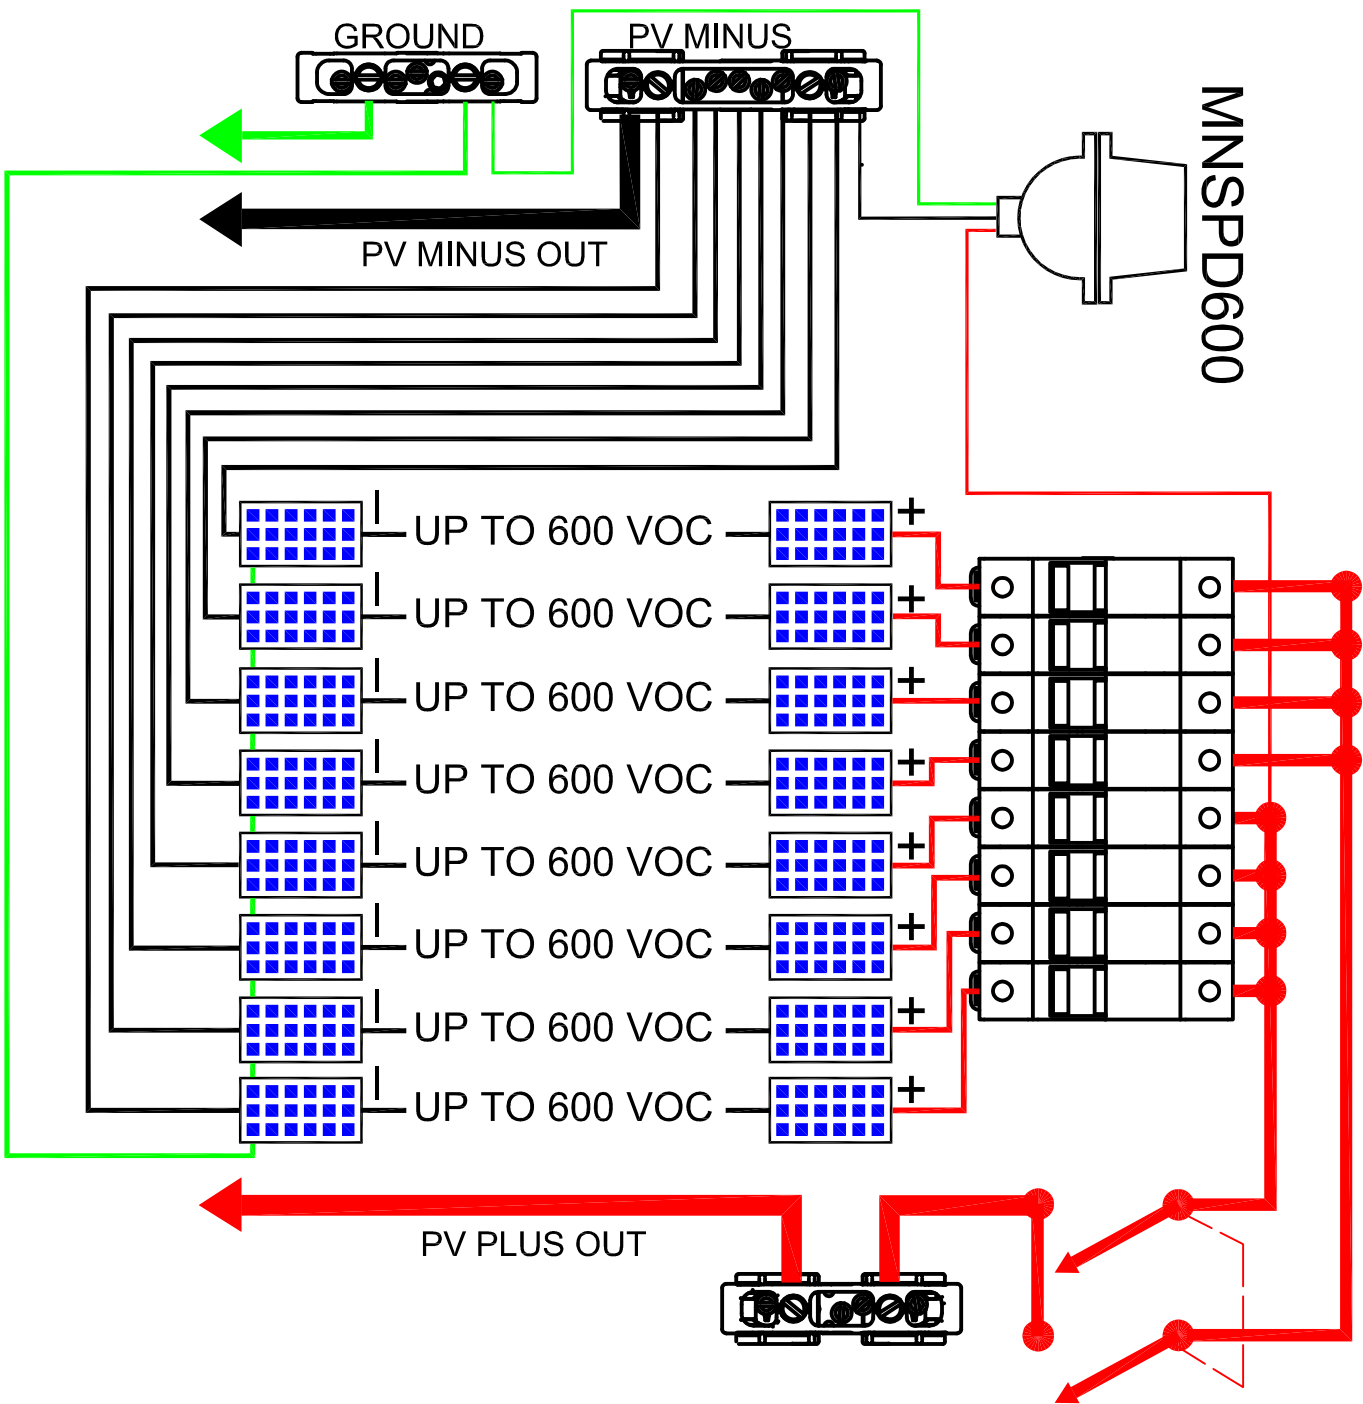 GROUND
PV MINUS
MNSPD600
PV MINUS OUT
− UP TO 600 VOC +
− UP TO 600 VOC +
− UP TO 600 VOC +
− UP TO 600 VOC +
− UP TO 600 VOC +
− UP TO 600 VOC +
− UP TO 600 VOC +
− UP TO 600 VOC +
PV PLUS OUT